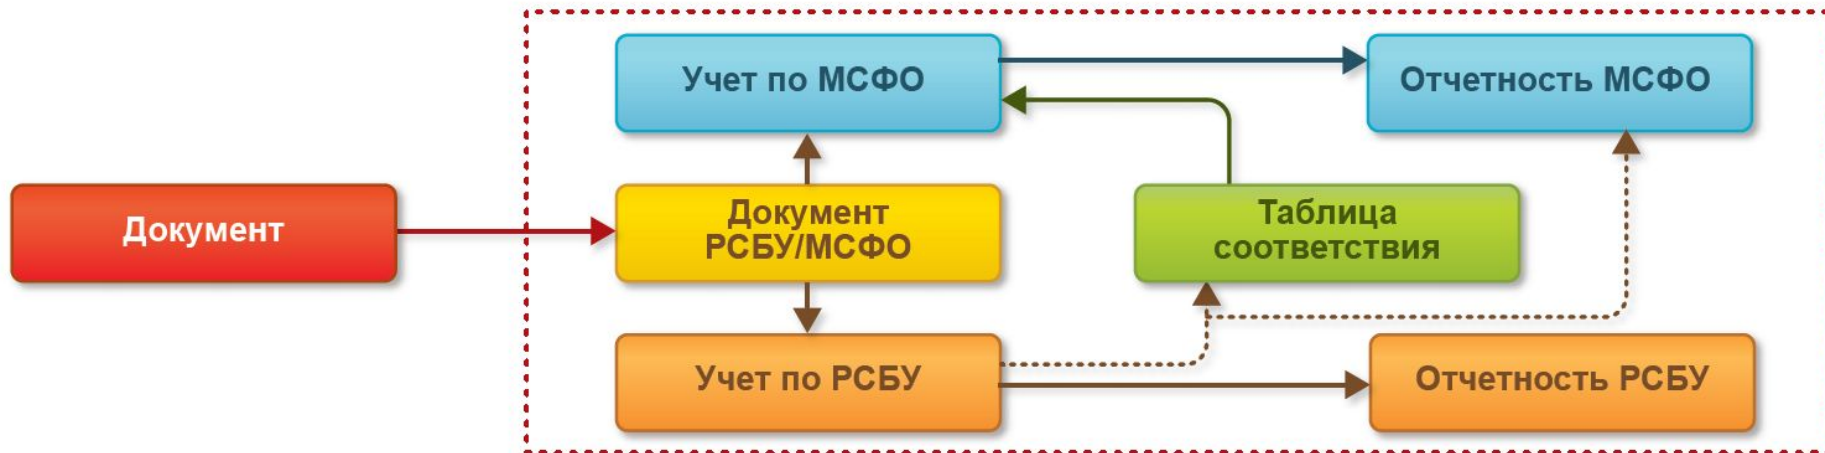 Учет по МСФО
Отчетность МСФО
Документ
Документ
РСБУ/МСФО
Таблица
соответствия
Учет по РСБУ
Отчетность РСБУ